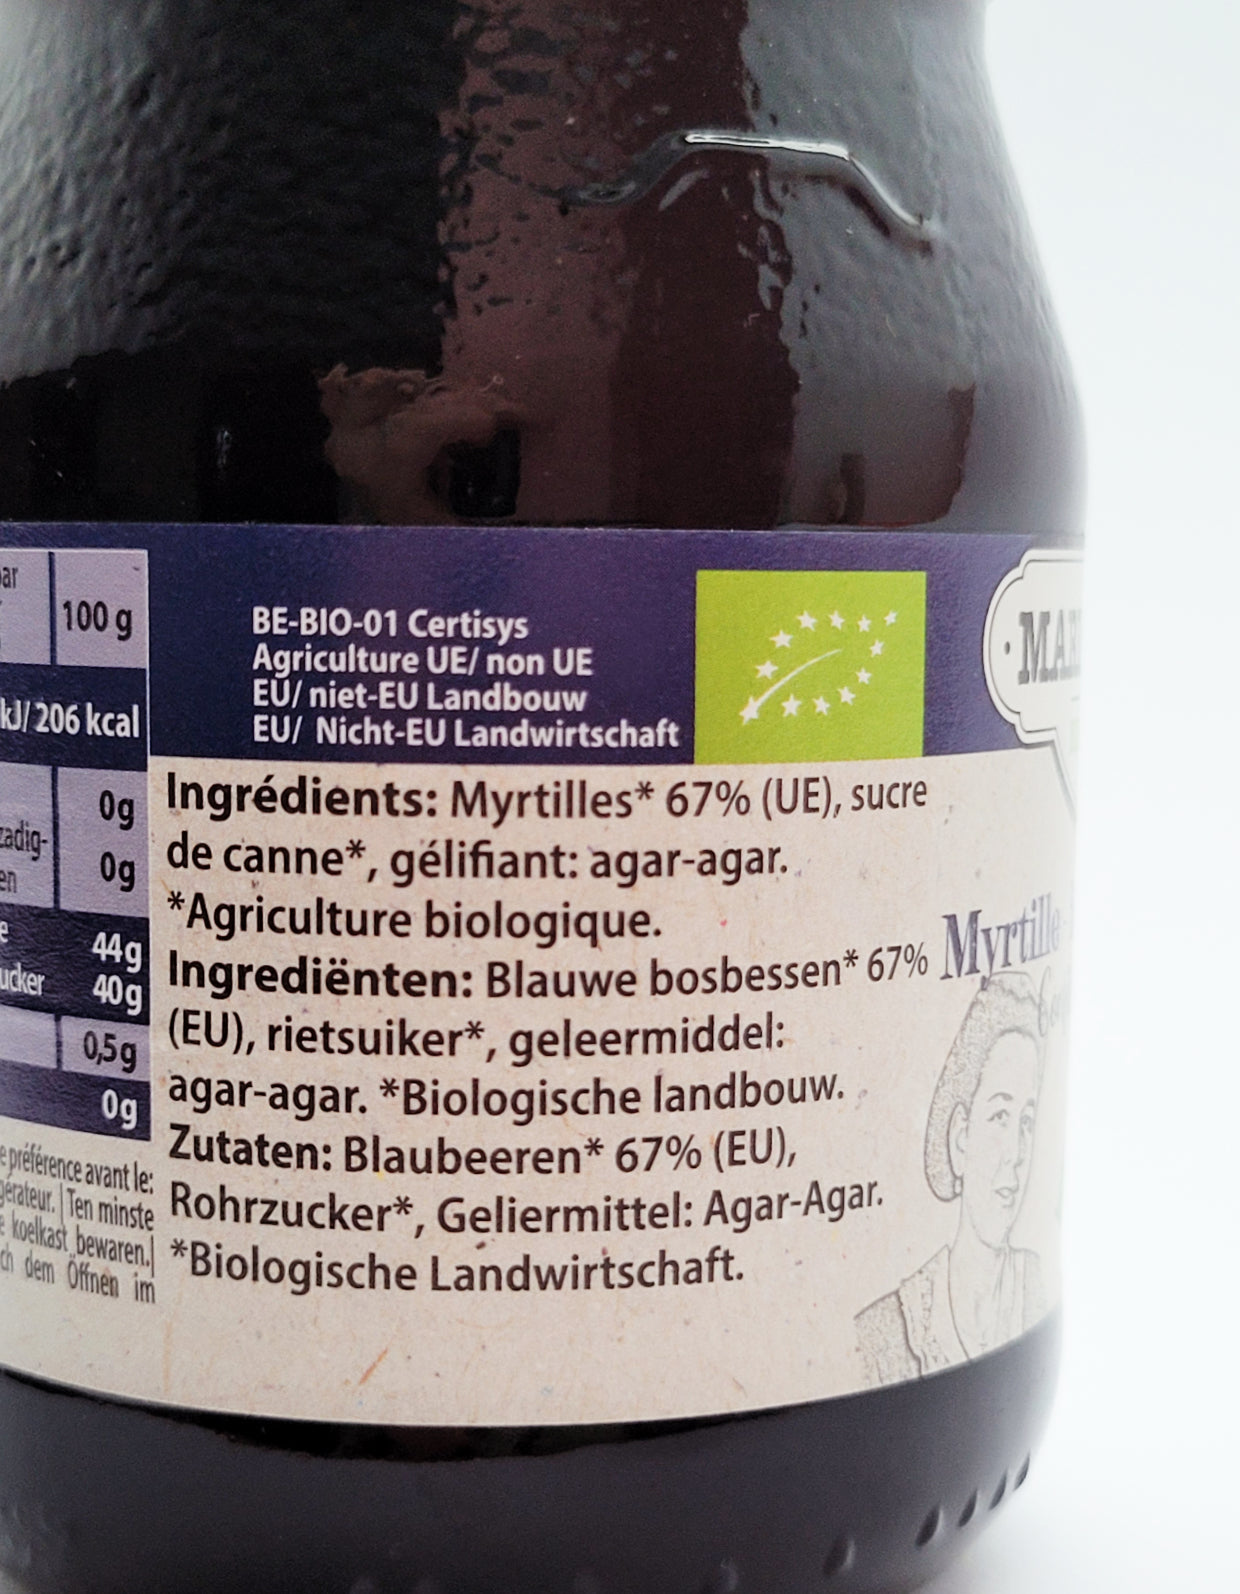 100 g
kJ/ 206 kcal
0g
0g
44g
40g
0,5g
0g
préférence avant le:
Ten minste
koelkast bewaren.|
dem Öffnen im
BE-BIO-01 Certisys
Agriculture UE/ non UE
EU/ niet-EU Landbouw
EU/ Nicht-EU Landwirtschaft
Ingrédients: Myrtilles* 67% (UE), sucre
de canne*, gélifiant: agar-agar.
*Agriculture biologique.
Ingrediënten: Blauwe bosbessen* 67%
(EU), rietsuiker*, geleermiddel:
agar-agar. *Biologische landbouw.
Zutaten: Blaubeeren* 67% (EU),
Rohrzucker*, Geliermittel: Agar-Agar.
*Biologische Landwirtschaft.
Myrtille